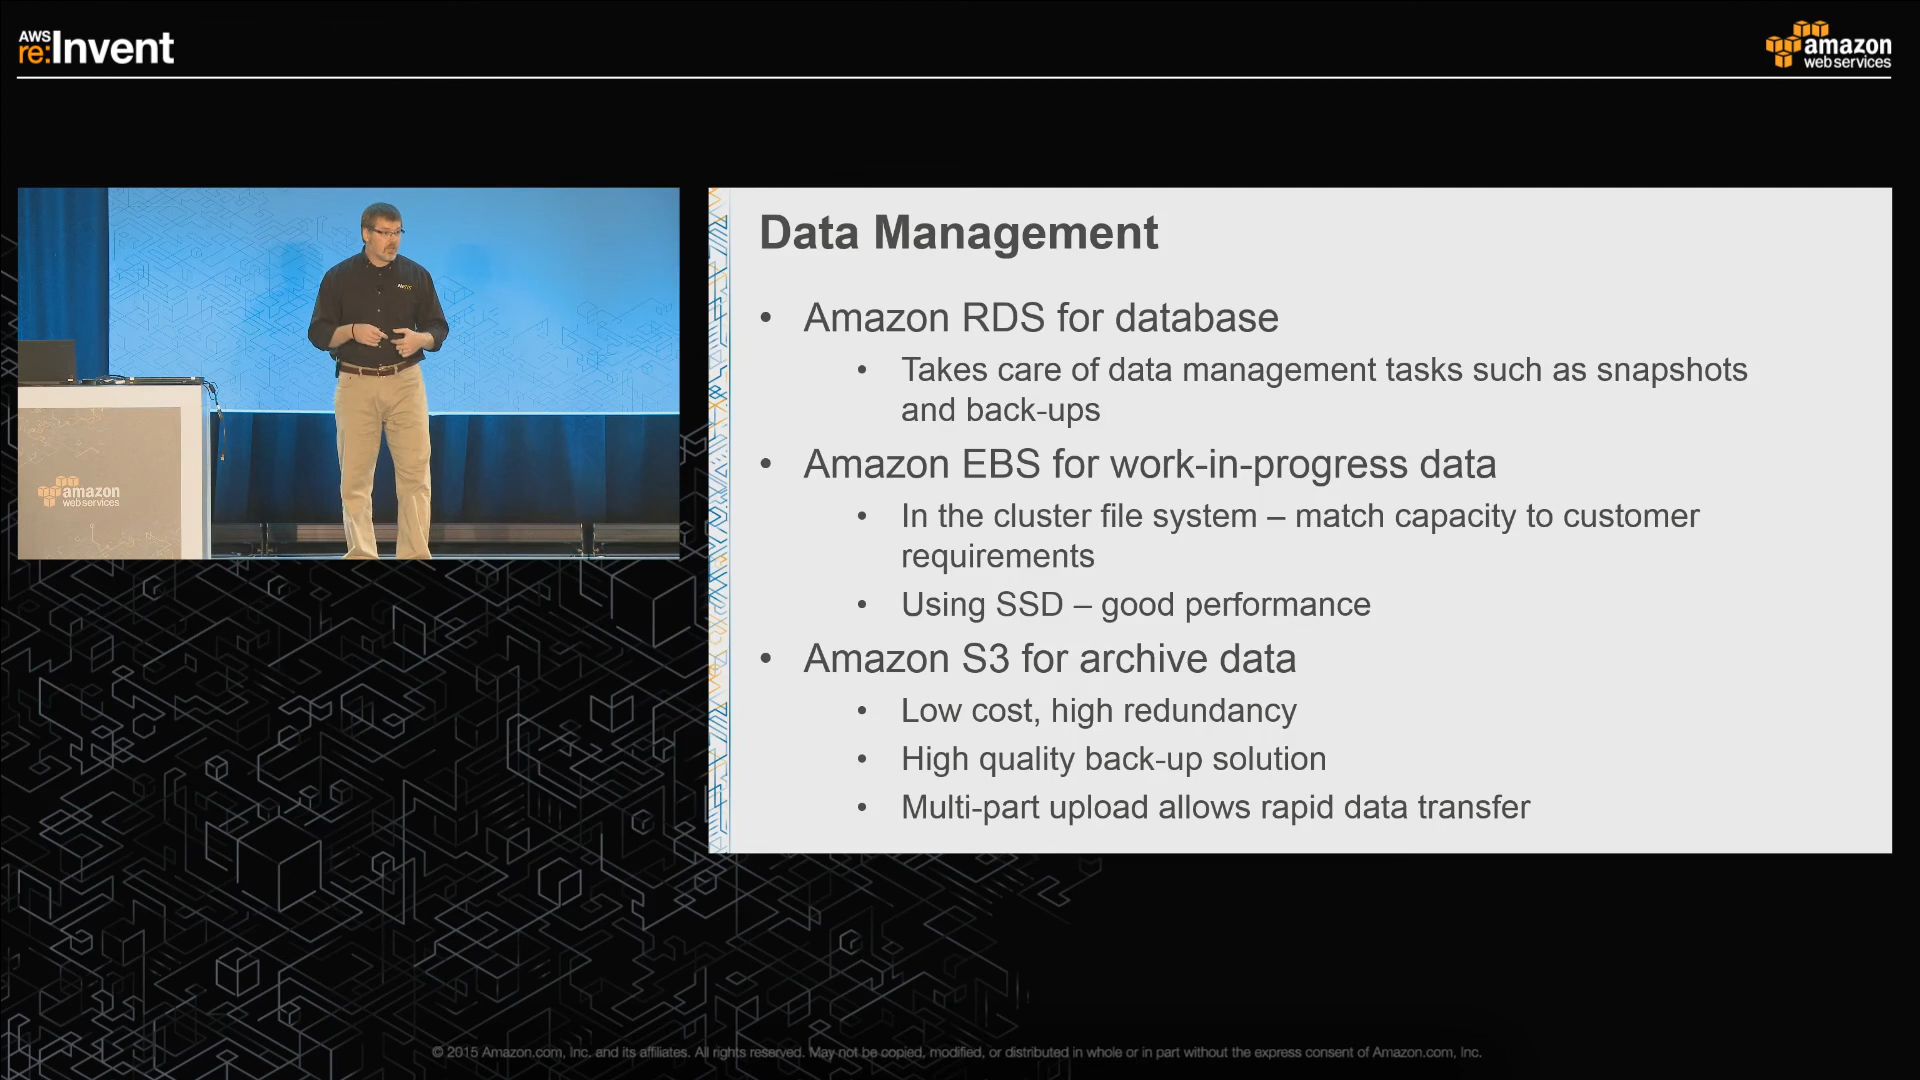 AWS
re:Invent
amazon
web services
Data Management
• Amazon RDS for database
• Takes care of data management tasks such as snapshots
and back-ups
• Amazon EBS for work-in-progress data
• In the cluster file system – match capacity to customer
requirements
• Using SSD – good performance
• Amazon S3 for archive data
• Low cost, high redundancy
• High quality back-up solution
• Multi-part upload allows rapid data transfer
amazon
web services
© 2015 Amazon.com, Inc. and its affiliates. All rights reserved. May not be copied, modified, or distributed in whole or in part without the express consent of Amazon.com, Inc.